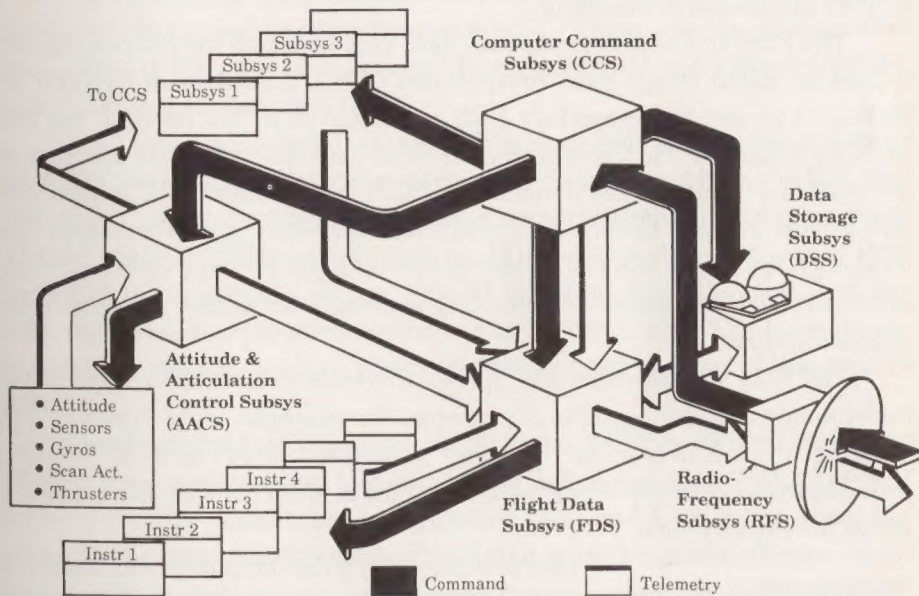 Subsys 3
Subsys 2
Subsys 1
To CCS
Computer Command
Subsys (CCS)
Data
Storage
Subsys
(DSS)
Attitude &
Articulation
Control Subsys
(AACS)
• Attitude
• Sensors
• Gyros
• Scan Act.
• Thrusters
Instr 4
Instr 3
Instr 2
Instr 1
Flight Data
Subsys (FDS)
Radio-
Frequency
Subsys (RFS)
Command
Telemetry